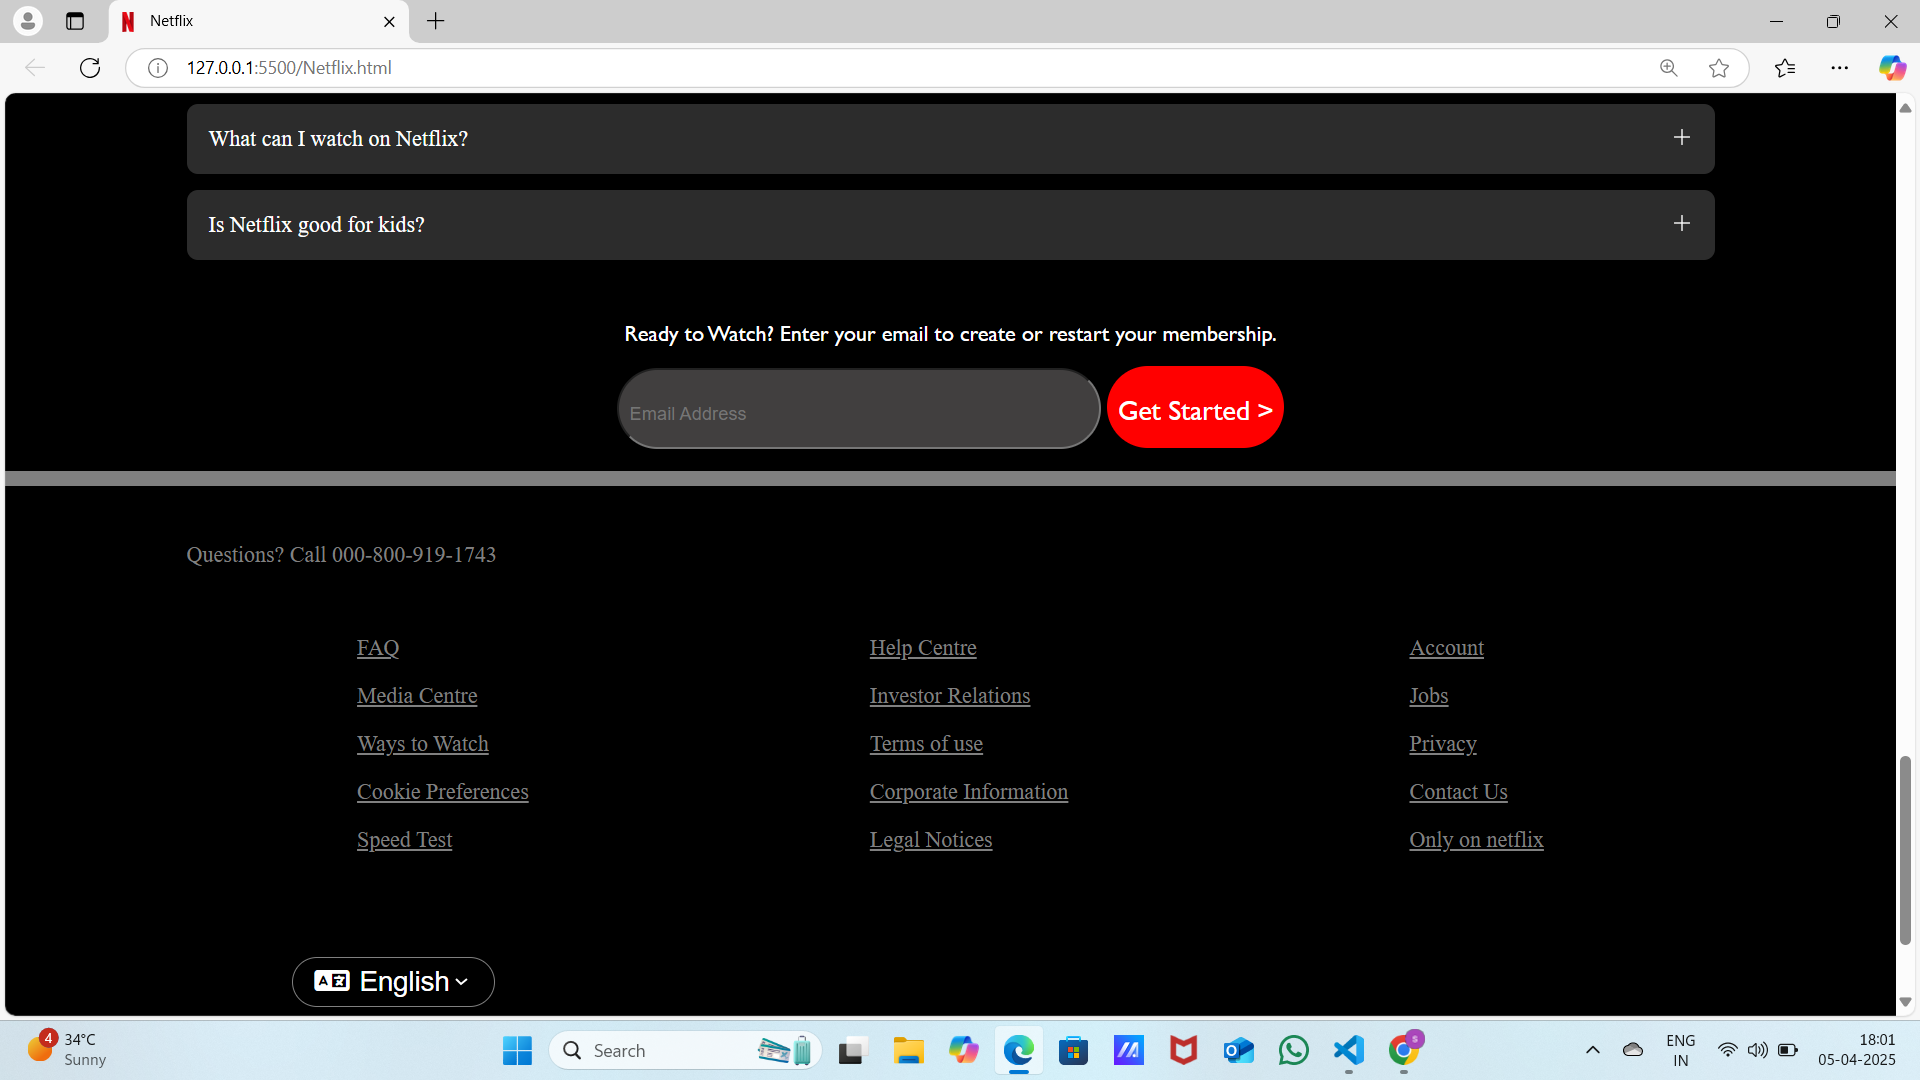 Netflix
127.0.0.1:5500/Netflix.html
What can I watch on Netflix?
Is Netflix good for kids?
Ready to Watch? Enter your email to create or restart your membership.
Email Address
Get Started >
Questions? Call 000-800-919-1743
FAQ Help Centre Account
Media Centre Investor Relations Jobs
Ways to Watch Terms of use Privacy
Cookie Preferences Corporate Information Contact Us
Speed Test Legal Notices Only on netflix
English
4
34°C
Sunny
Search
S
ENG
IN
18:01
05-04-2025